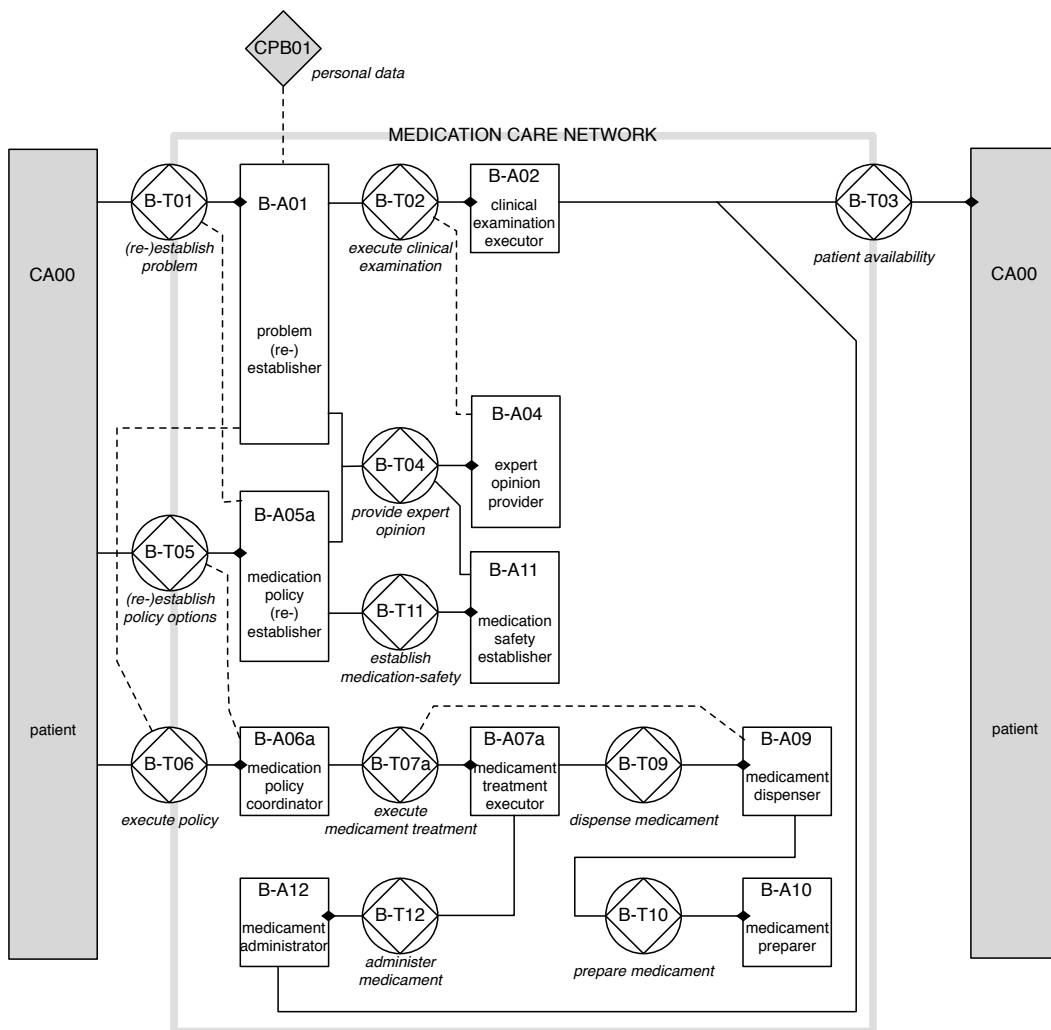 CPB01
personal data
MEDICATION CARE NETWORK
CA00
patient
B-T01
(re-)establish
problem
B-A01
problem
(re-)
establisher
B-T02
execute clinical
examination
B-A02
clinical
examination
executor
B-T03
patient availability
CA00
patient
B-T04
provide expert
opinion
B-A04
expert
opinion
provider
B-T05
(re-)establish
policy options
B-A05a
medication
policy
(re-)
establisher
B-T11
establish
medication-safety
B-A11
medication
safety
establisher
B-T06
execute policy
B-A06a
medication
policy
coordinator
B-T07a
execute
medicament treatment
B-A07a
medicament
treatment
executor
B-T09
dispense medicament
B-A09
medicament
dispenser
B-A12
medicament
administrator
B-T12
administer
medicament
B-T10
prepare medicament
B-A10
medicament
preparer